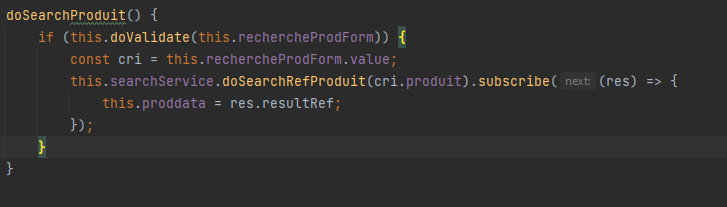 doSearchProduit() {
if (this.doValidate(this.rechercheProdForm)) {
const cri = this.rechercheProdForm.value;
this.searchService.doSearchRefProduit(cri.produit).subscribe( next: (res) => {
this.proddata = res.resultRef;
});
}
}